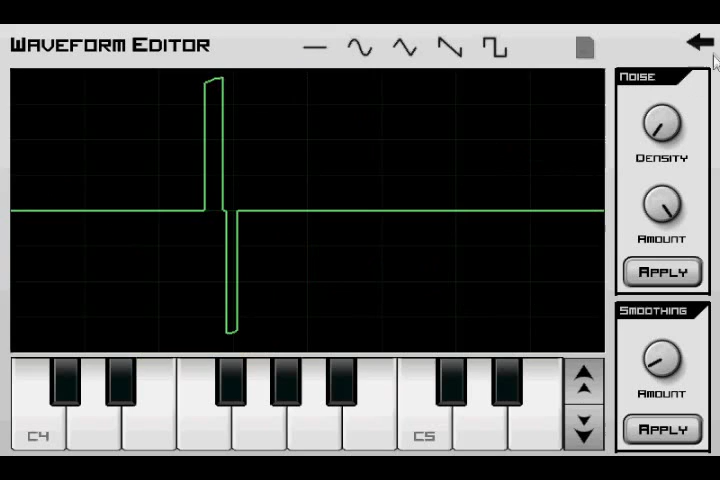 Waveform Editor
Noise
Density
Amount
Apply
Smoothing
Amount
Apply
C4
C5